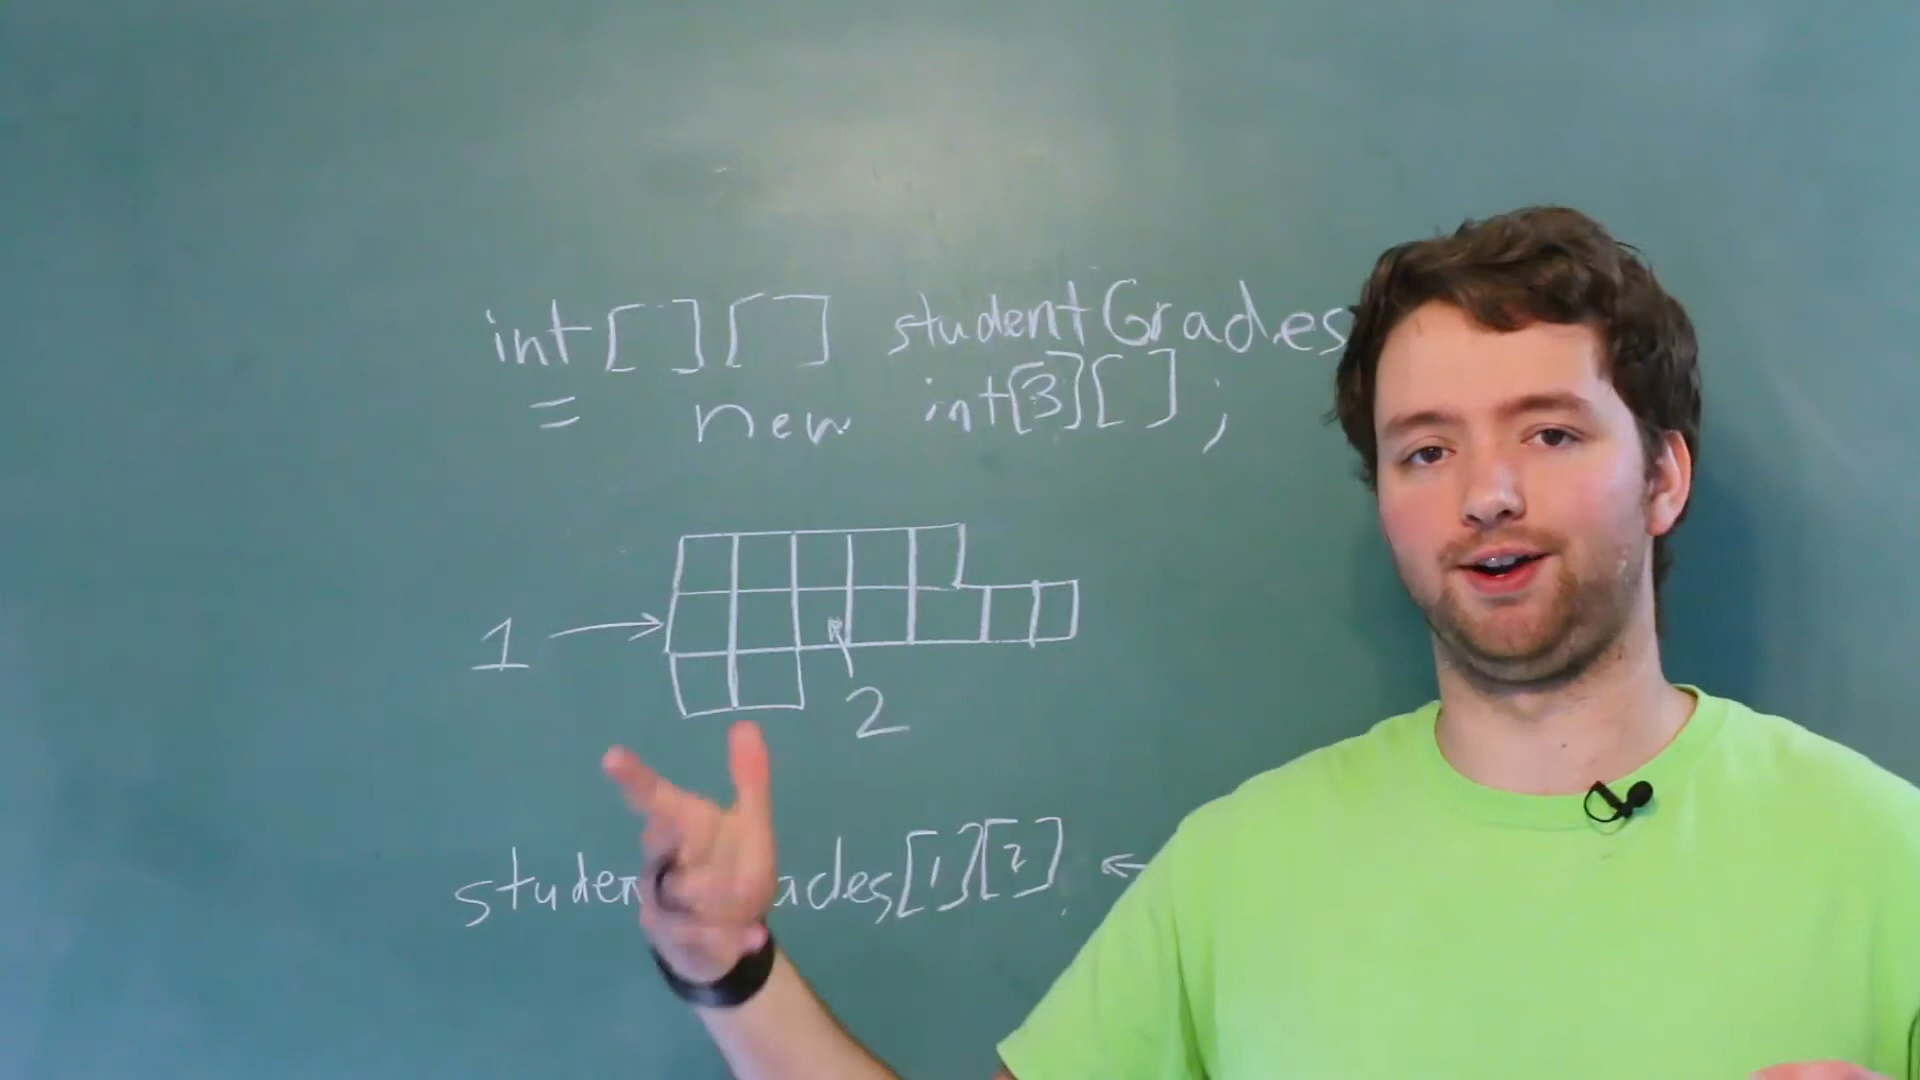 int[][] studentGrades
= new int[3][];
1
2
studen ades[1][2]